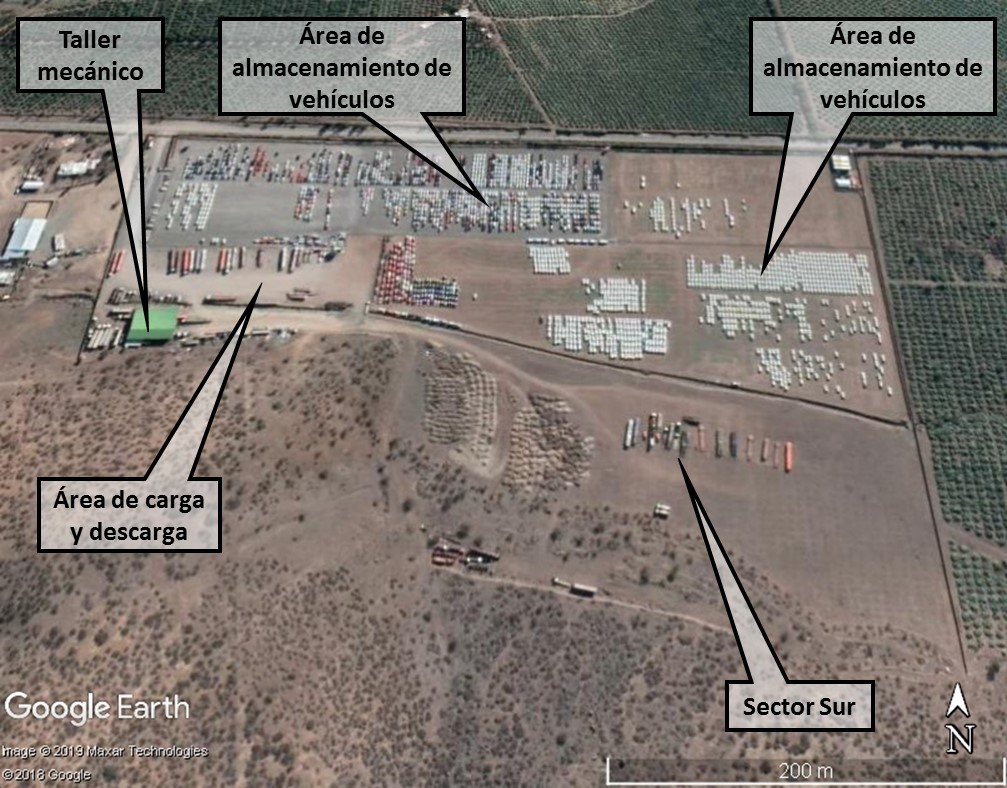 Taller
mecánico
Área de
almacenamiento de
vehículos
Área de
almacenamiento de
vehículos
Área de carga
y descarga
Sector Sur
Google Earth
Image © 2019 Maxar Technologies
© 2018 Google
N
200 m